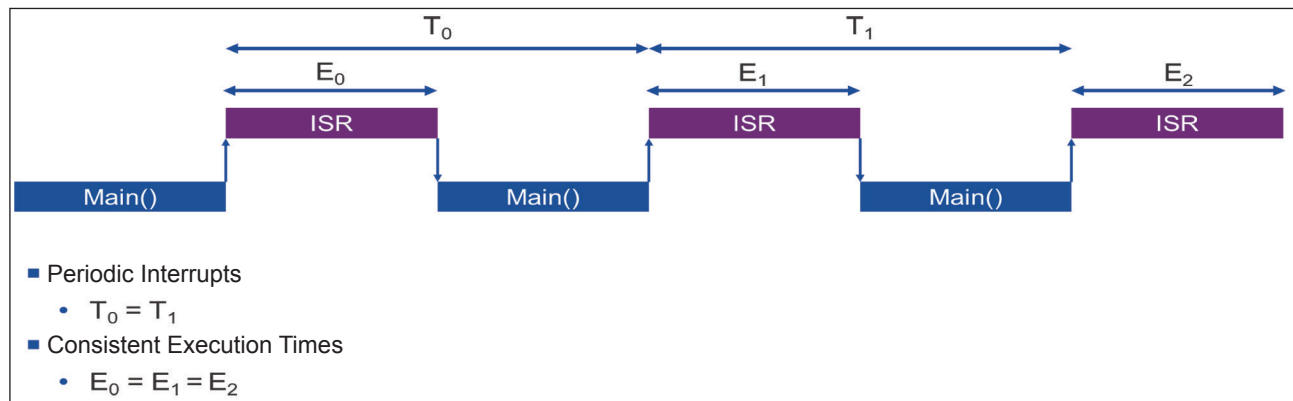 T₀ T₁
E₀ E₁ E₂
ISR ISR ISR
Main() Main() Main()
■ Periodic Interrupts
• T₀ = T₁
■ Consistent Execution Times
• E₀ = E₁ = E₂